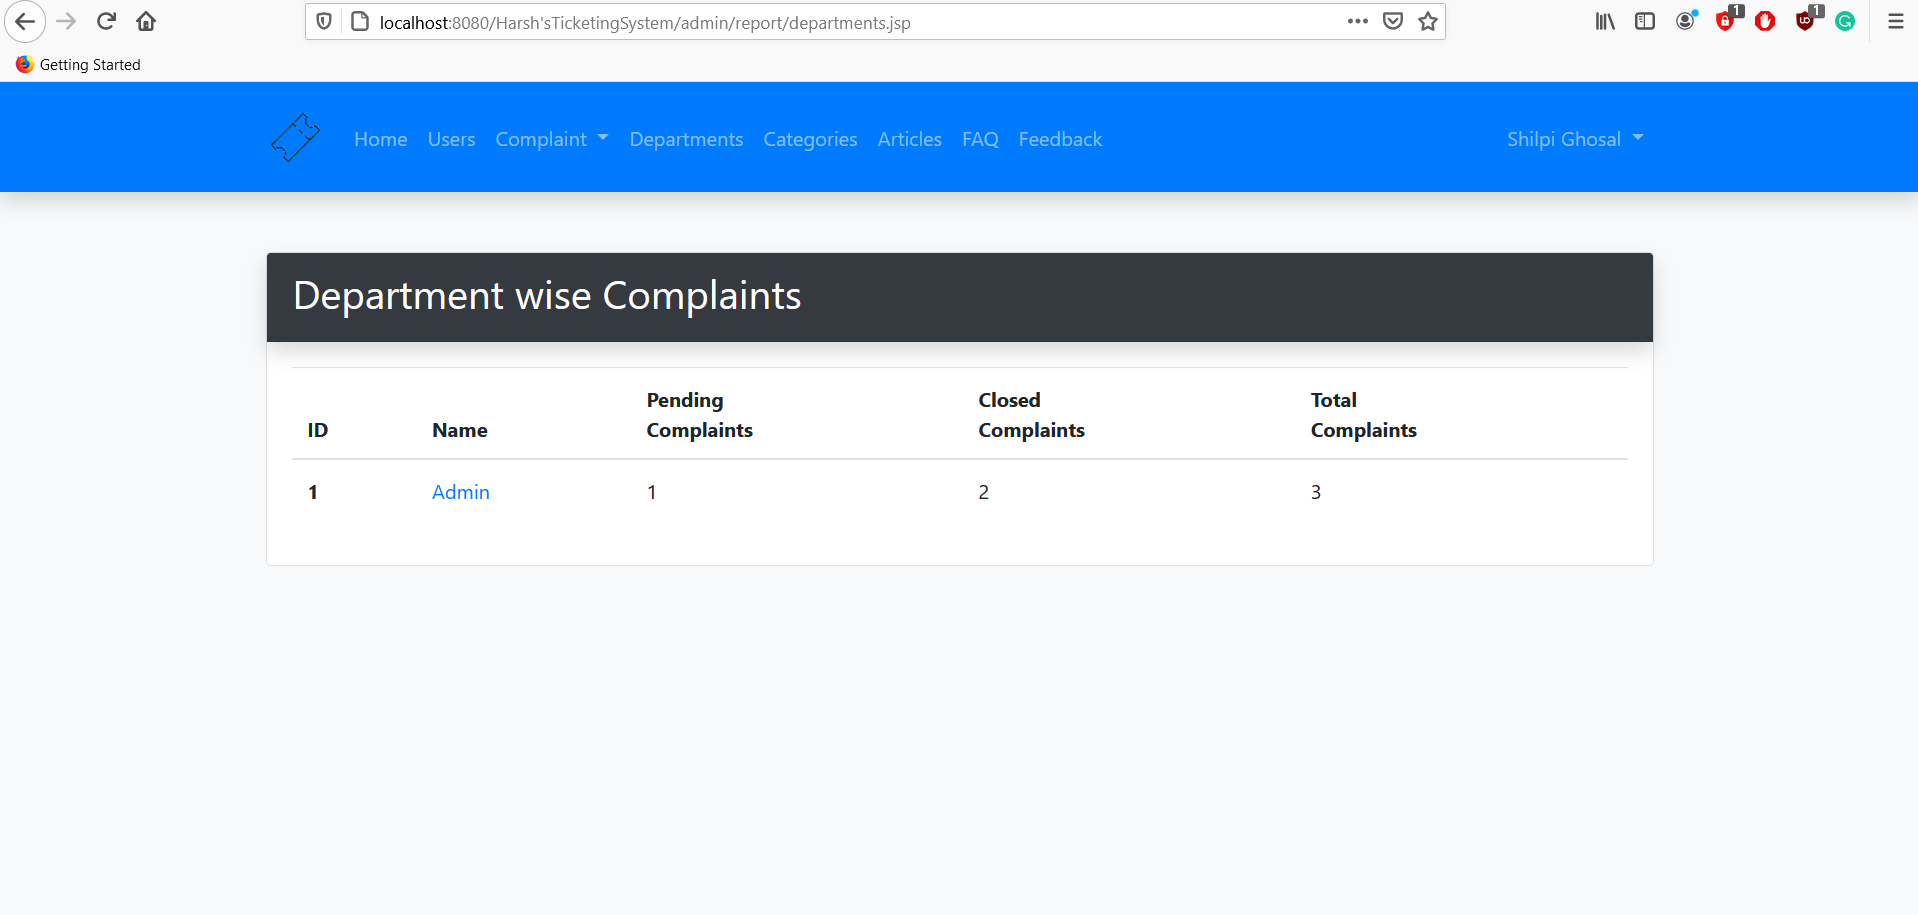 localhost:8080/Harsh'sTicketingSystem/admin/report/departments.jsp
1
1
Getting Started
Home Users Complaint Departments Categories Articles FAQ Feedback Shilpi Ghosal
Department wise Complaints
ID Name Pending Complaints Closed Complaints Total Complaints
1 Admin 1 2 3